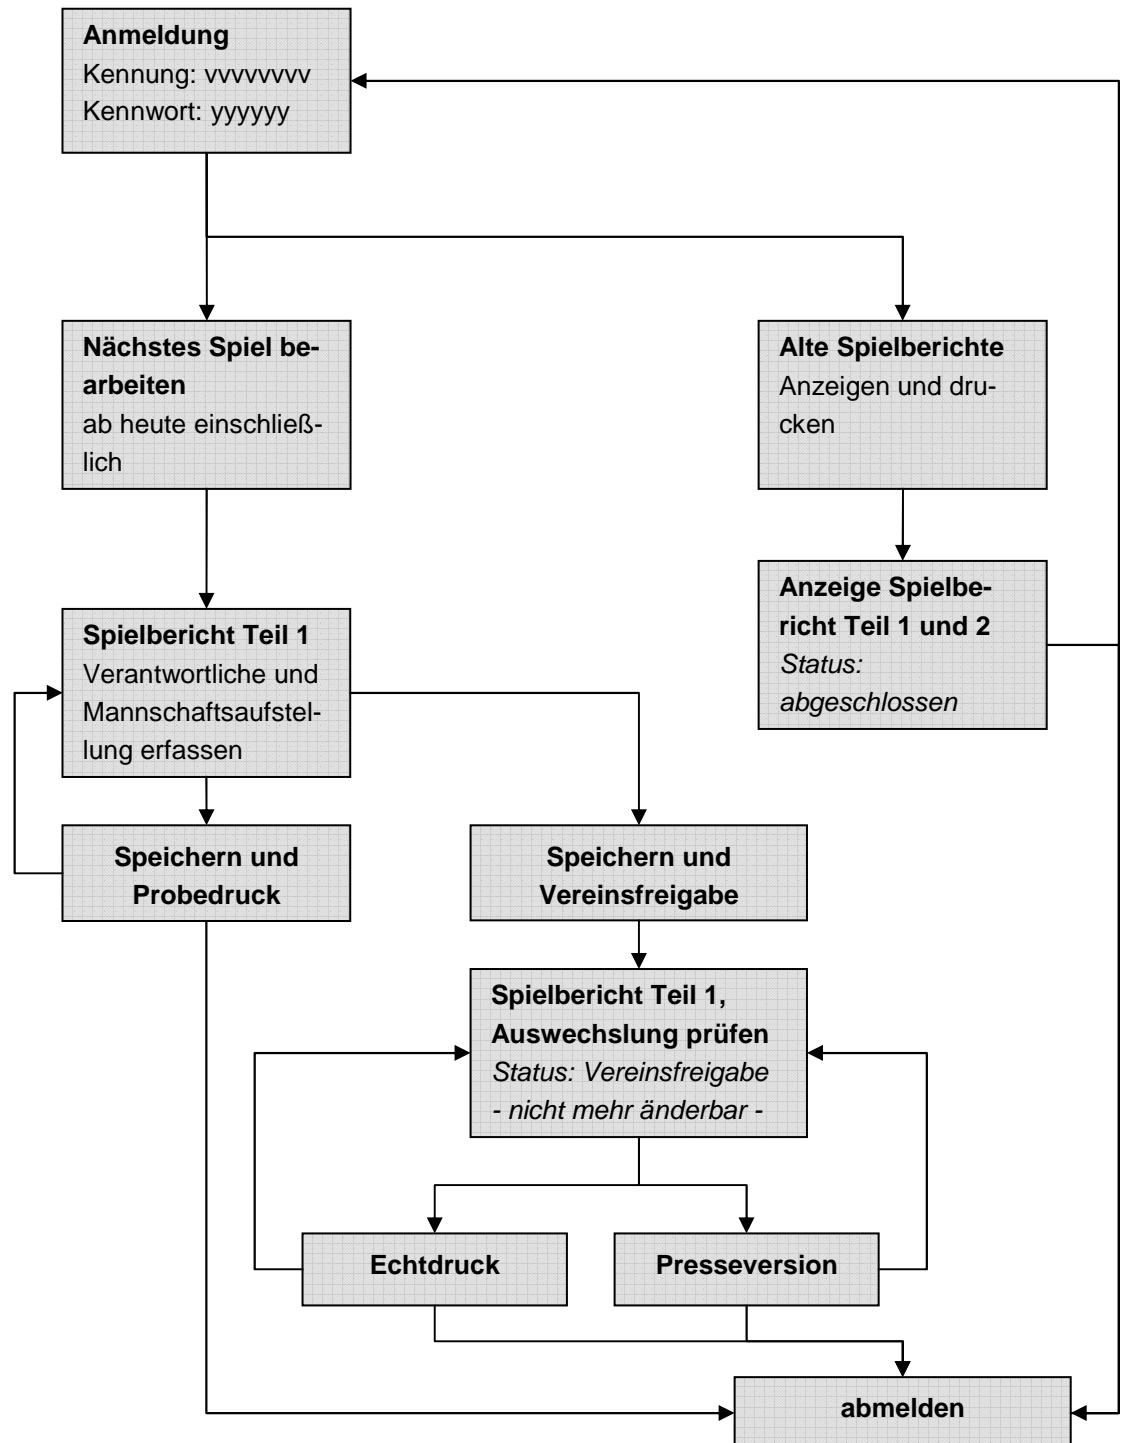 Anmeldung
Kennung: vvvvvvvv
Kennwort: yyyyyy
Nächstes Spiel be-
arbeiten
ab heute einschließ-
lich
Alte Spielberichte
Anzeigen und dru-
cken
Anzeige Spielbe-
richt Teil 1 und 2
Status:
abgeschlossen
Spielbericht Teil 1
Verantwortliche und
Mannschaftsaufstel-
lung erfassen
Speichern und
Probedruck
Speichern und
Vereinsfreigabe
Spielbericht Teil 1,
Auswechslung prüfen
Status: Vereinsfreigabe
- nicht mehr änderbar -
Echtdruck
Presseversion
abmelden